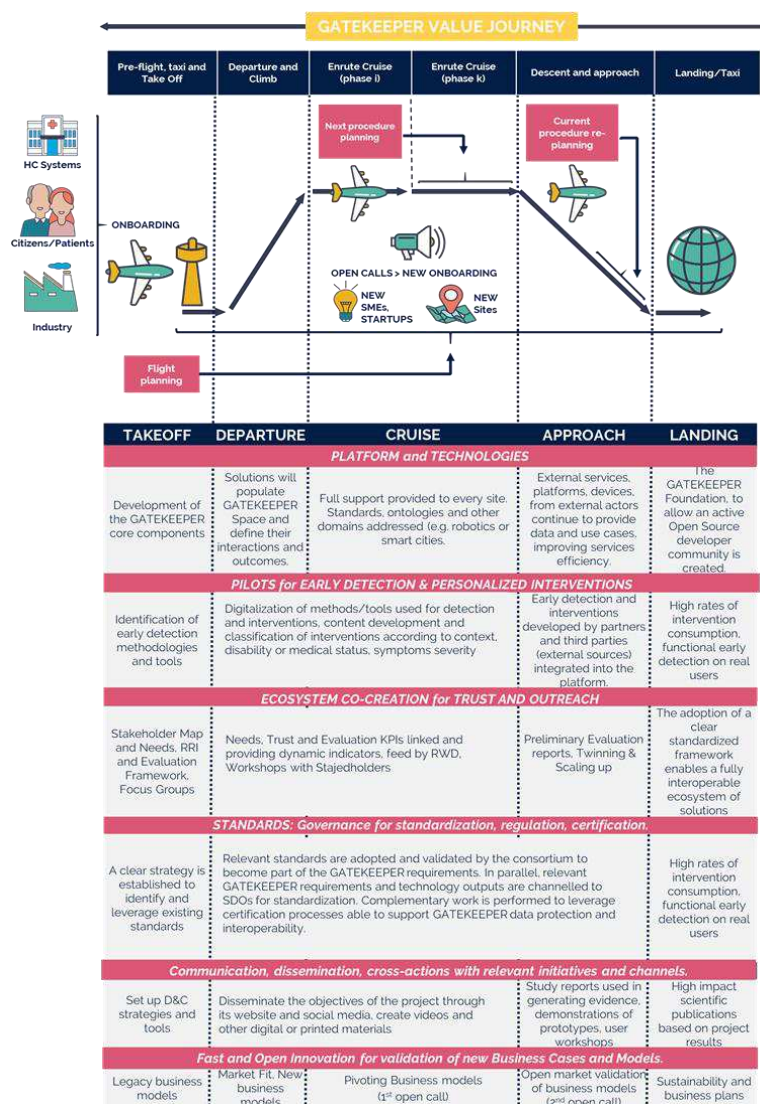 GATEKEEPER VALUE JOURNEY
Pre-flight, taxi and
Take Off
Departure and
Climb
Enrute Cruise
(phase i)
Enrute Cruise
(phase k)
Descent and approach
Landing/Taxi
HC Systems
Citizens/Patients
Industry
ONBOARDING
Next procedure
planning
Current
procedure re-
planning
OPEN CALLS > NEW ONBOARDING
NEW
SMEs,
STARTUPS
NEW
Sites
Flight
planning
TAKEOFF
DEPARTURE
CRUISE
APPROACH
LANDING
PLATFORM and TECHNOLOGIES
Development of
the GATEKEEPER
core components
Solutions will
populate
GATEKEEPER
Space and
define their
interactions and
outcomes.
Full support provided to every site.
Standards, ontologies and other
domains addressed (e.g. robotics or
smart cities.
External services,
platforms, devices,
from external actors
continue to provide
data and use cases,
improving services
efficiency.
The
GATEKEEPER
Foundation, to
allow an active
Open Source
developer
community is
created.
PILOTS for EARLY DETECTION & PERSONALIZED INTERVENTIONS
Identification of
early detection
methodologies
and tools
Digitalization of methods/tools used for detection
and interventions, content development and
classification of interventions according to context,
disability or medical status, symptoms severity
Early detection and
interventions
developed by partners
and third parties
(external sources)
integrated into the
platform.
High rates of
intervention
consumption,
functional early
detection on real
users
ECOSYSTEM CO-CREATION for TRUST AND OUTREACH
Stakeholder Map
and Needs, RRI
and Evaluation
Framework,
Focus Groups
Needs, Trust and Evaluation KPIs linked and
providing dynamic indicators, feed by RWD,
Workshops with Stajedholders
Preliminary Evaluation
reports, Twinning &
Scaling up
The adoption of a
clear
standardized
framework
enables a fully
interoperable
ecosystem of
solutions
STANDARDS: Governance for standardization, regulation, certification.
A clear strategy is
established to
identify and
leverage existing
standards
Relevant standards are adopted and validated by the consortium to
become part of the GATEKEEPER requirements. In parallel, relevant
GATEKEEPER requirements and technology outputs are channelled to
SDOs for standardization. Complementary work is performed to leverage
certification processes able to support GATEKEEPER data protection and
interoperability.
High rates of
intervention
consumption,
functional early
detection on real
users
Communication, dissemination, cross-actions with relevant initiatives and channels.
Set up D&C
strategies and
tools
Disseminate the objectives of the project through
its website and social media, create videos and
other digital or printed materials
Study reports used in
generating evidence,
demonstrations of
prototypes, user
workshops
High impact
scientific
publications
based on project
results
Fast and Open Innovation for validation of new Business Cases and Models.
Legacy business
models
Market Fit, New
business
models
Pivoting Business models
(1st open call)
Open market validation
of business models
(2nd open call)
Sustainability and
business plans